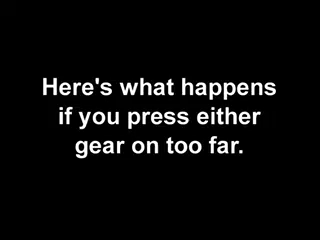 Here's what happens
if you press either
gear on too far.